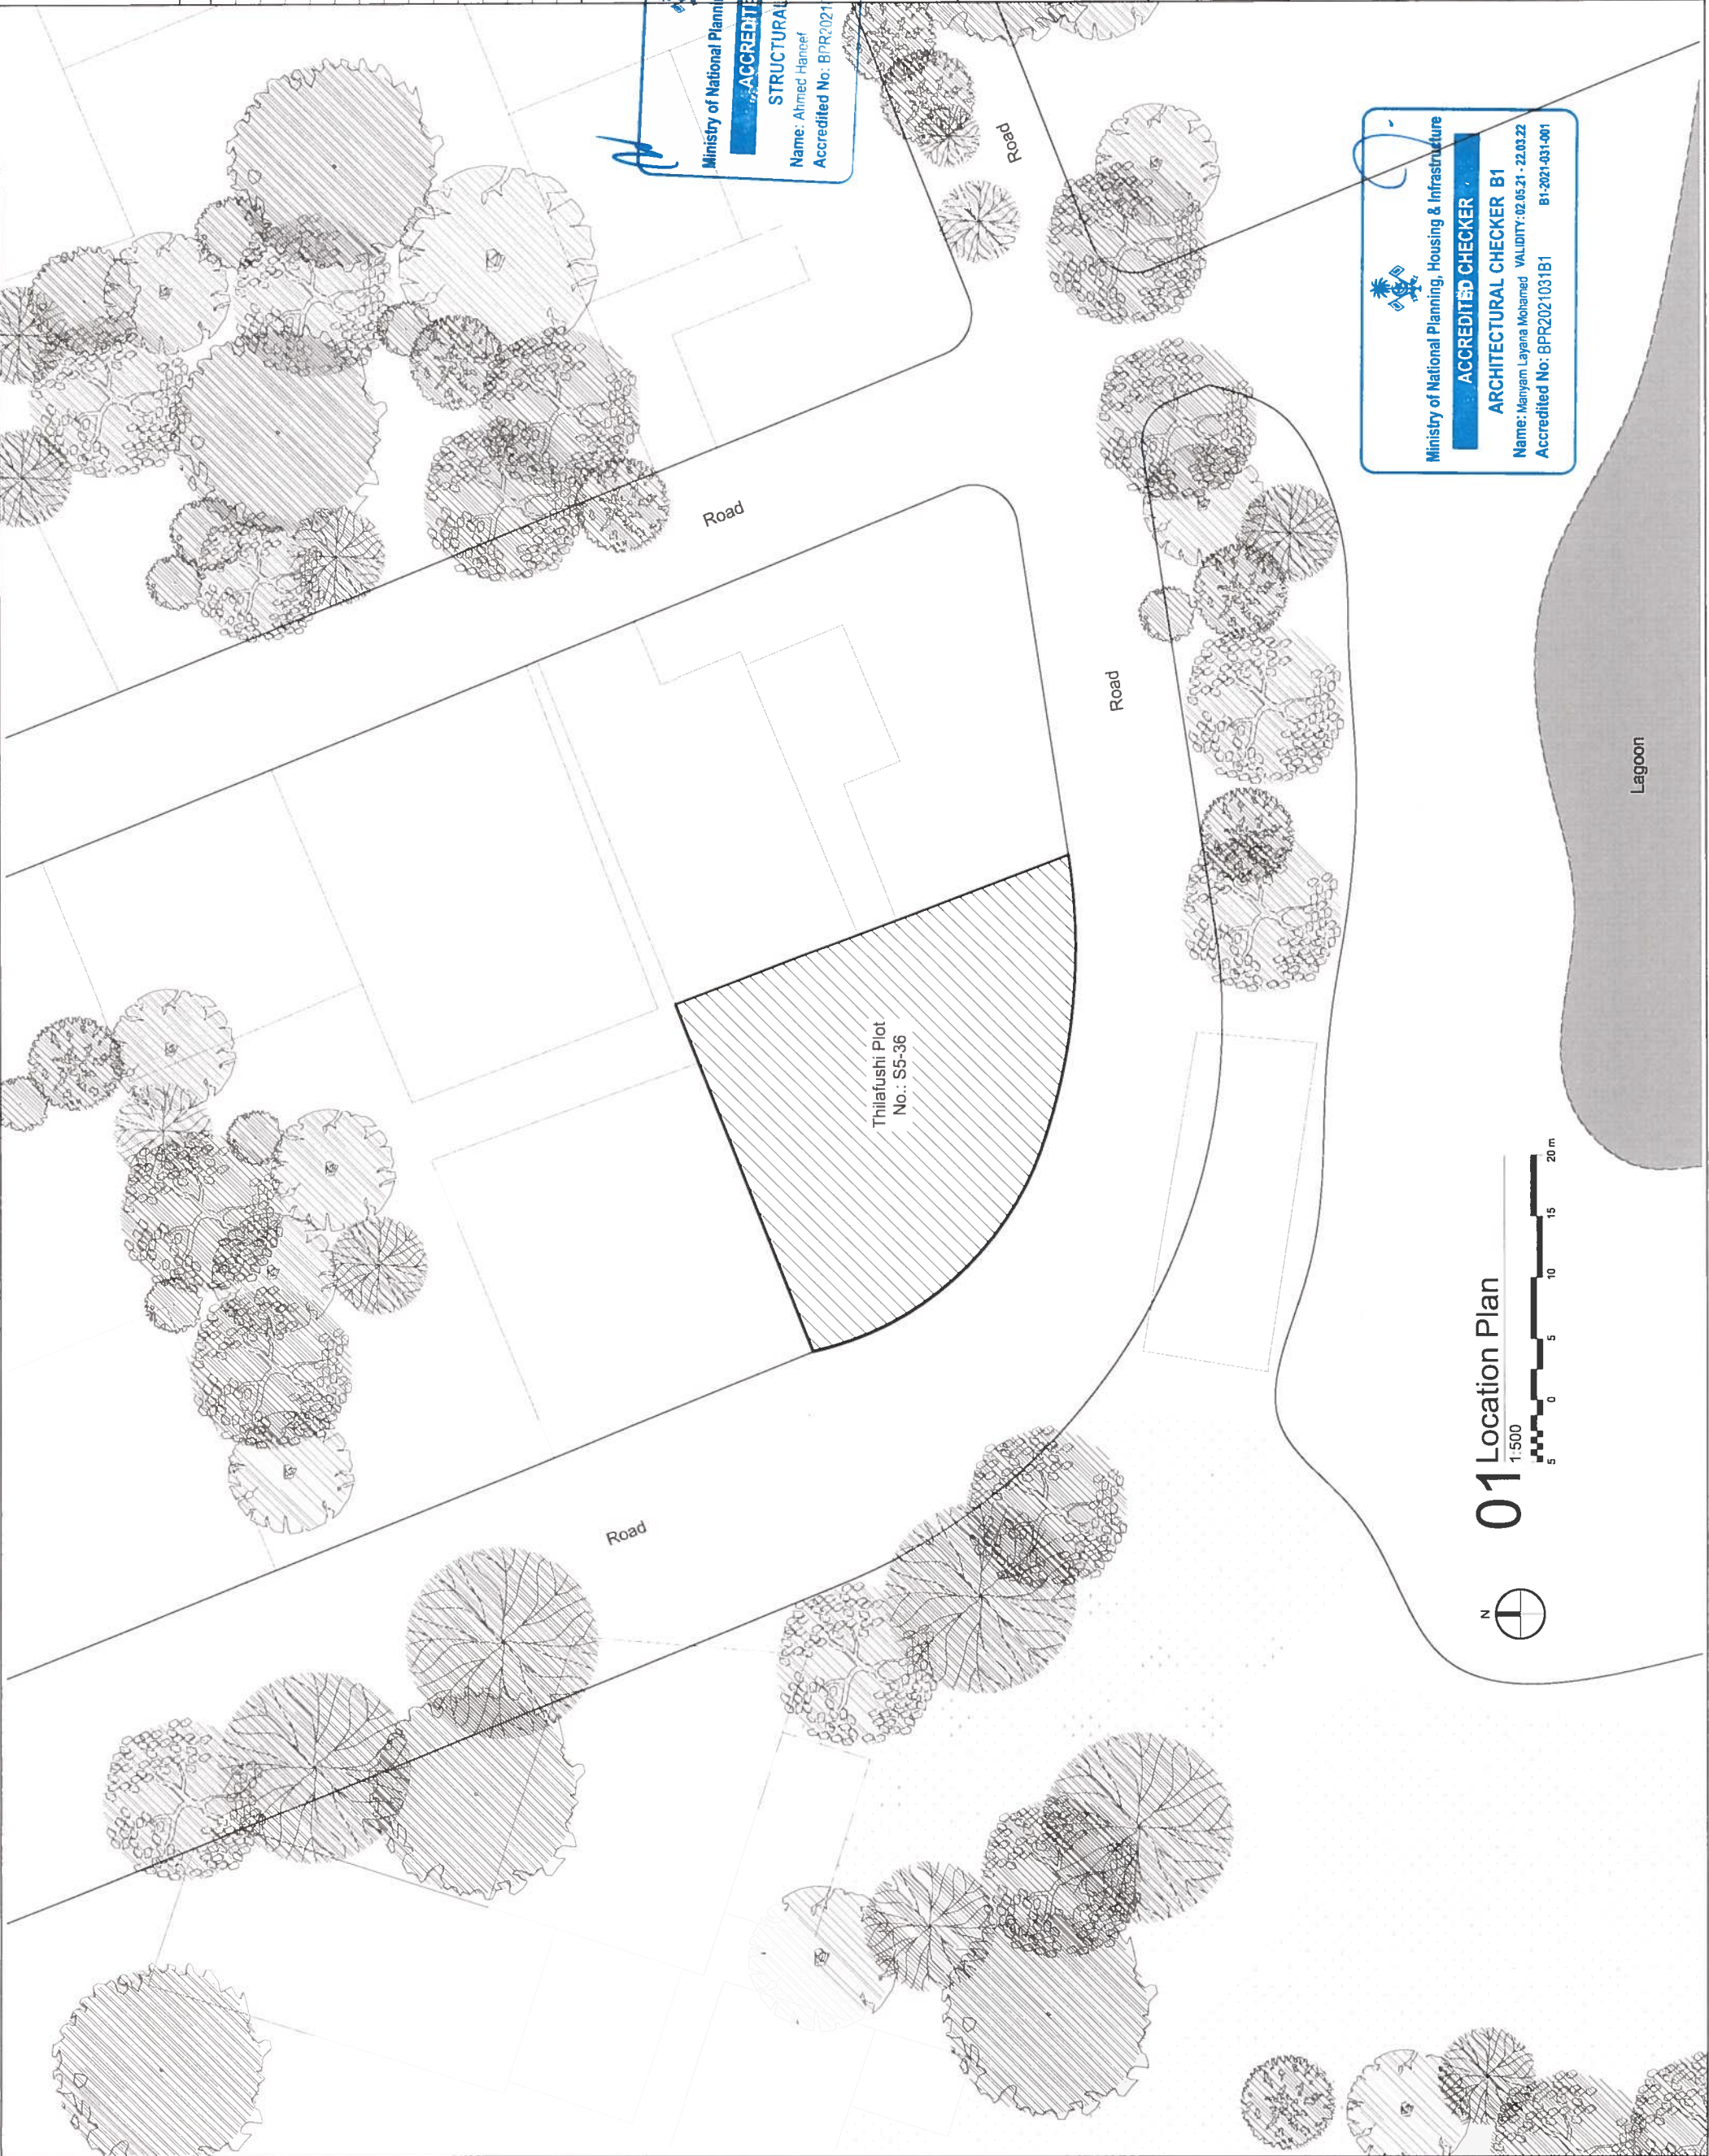 Ministry of National Planni
ACCREDITE
STRUCTURAL
Name: Ahmed Haneef
Accredited No: BPR2021
Road
Ministry of National Planning, Housing & Infrastructure
ACCREDITED CHECKER
ARCHITECTURAL CHECKER B1
Name: Maryam Layana Mohamed VALIDITY: 02.05.21 - 22.03.22
Accredited No: BPR2021031B1 B1-2021-031-001
Road
Road
Lagoon
Thilafushi Plot
No.: S5-36
Road
N
01 Location Plan
1:500
5 0 5 10 15 20 m